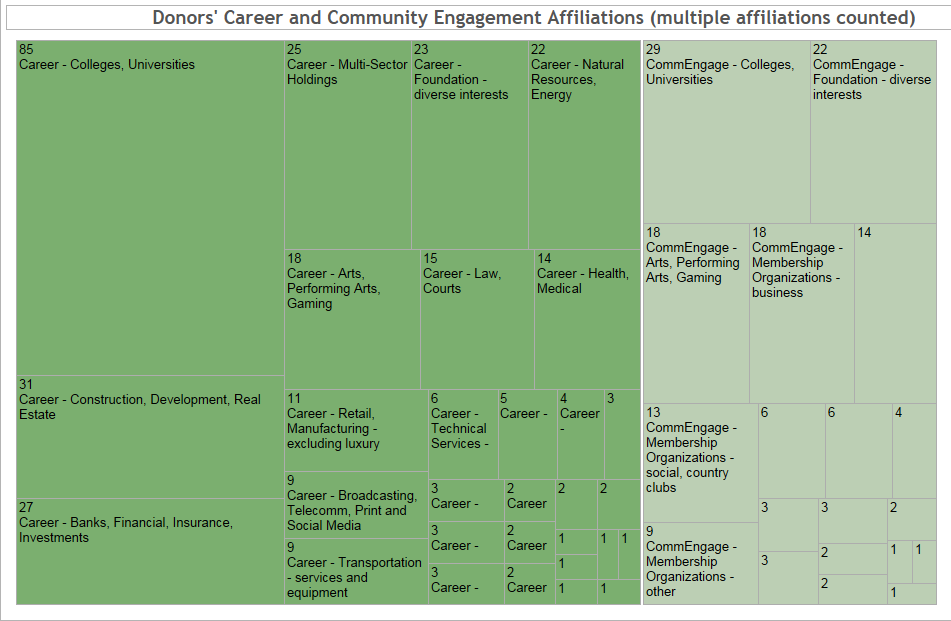 Donors' Career and Community Engagement Affiliations (multiple affiliations counted)
85
Career - Colleges, Universities
31
Career - Construction, Development, Real
Estate
27
Career - Banks, Financial, Insurance,
Investments
25
Career - Multi-Sector
Holdings
23
Career -
Foundation -
diverse interests
22
Career - Natural
Resources,
Energy
18
Career - Arts,
Performing Arts,
Gaming
15
Career - Law,
Courts
14
Career - Health,
Medical
11
Career - Retail,
Manufacturing -
excluding luxury
9
Career - Broadcasting,
Telecomm, Print and
Social Media
9
Career - Transportation
- services and
equipment
6
Career -
Technical
Services -
5
Career -
4
Career
-
3
3
Career -
3
Career -
3
Career -
2
Career
2
Career
2
Career
2
2
1
1
1
1
1
1
29
CommEngage - Colleges,
Universities
22
CommEngage -
Foundation - diverse
interests
18
CommEngage -
Arts, Performing
Arts, Gaming
18
CommEngage -
Membership
Organizations -
business
14
13
CommEngage -
Membership
Organizations -
social, country
clubs
9
CommEngage -
Membership
Organizations -
other
6
6
4
3
3
3
2
2
2
1
1
1